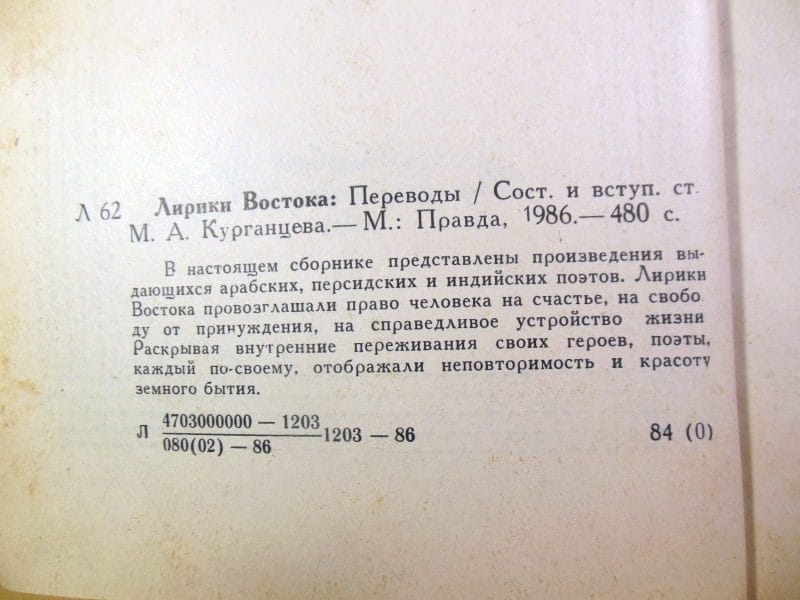 Л 62 Лирики Востока: Переводы / Сост. и вступ. ст.
М. А. Курганцева.— М.: Правда, 1986.— 480 с.
В настоящем сборнике представлены произведения вы-
дающихся арабских, персидских и индийских поэтов. Лирики
Востока провозглашали право человека на счастье, на свобо
ду от принуждения, на справедливое устройство жизни
Раскрывая внутренние переживания своих героев, поэты,
каждый по-своему, отображали неповторимость и красоту
земного бытия.
4703000000 — 1203
Л 1203 — 86 84 (0)
080(02) — 86